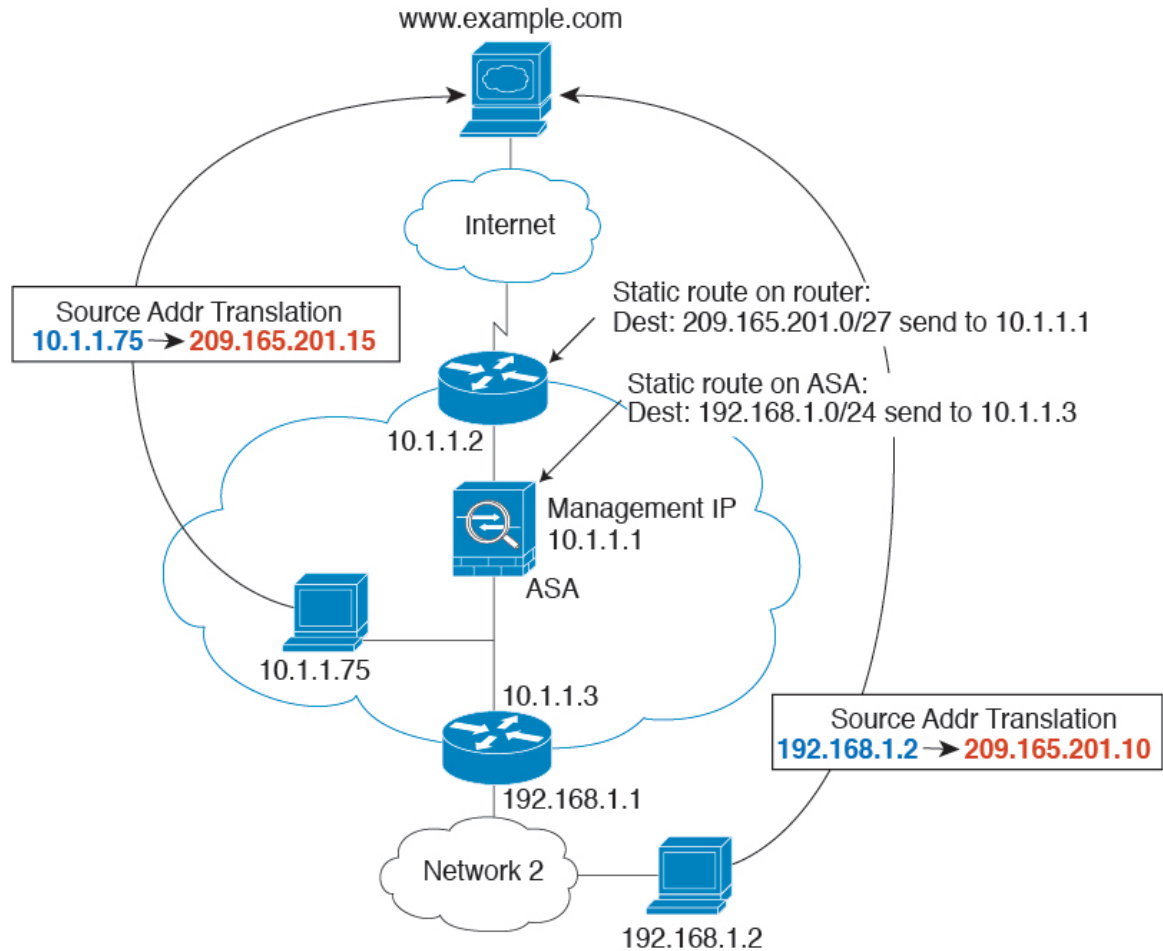 www.example.com
Internet
Source Addr Translation
10.1.1.75 → 209.165.201.15
Static route on router:
Dest: 209.165.201.0/27 send to 10.1.1.1
Static route on ASA:
Dest: 192.168.1.0/24 send to 10.1.1.3
10.1.1.2
Management IP
10.1.1.1
ASA
10.1.1.75
10.1.1.3
Source Addr Translation
192.168.1.2 → 209.165.201.10
192.168.1.1
Network 2
192.168.1.2